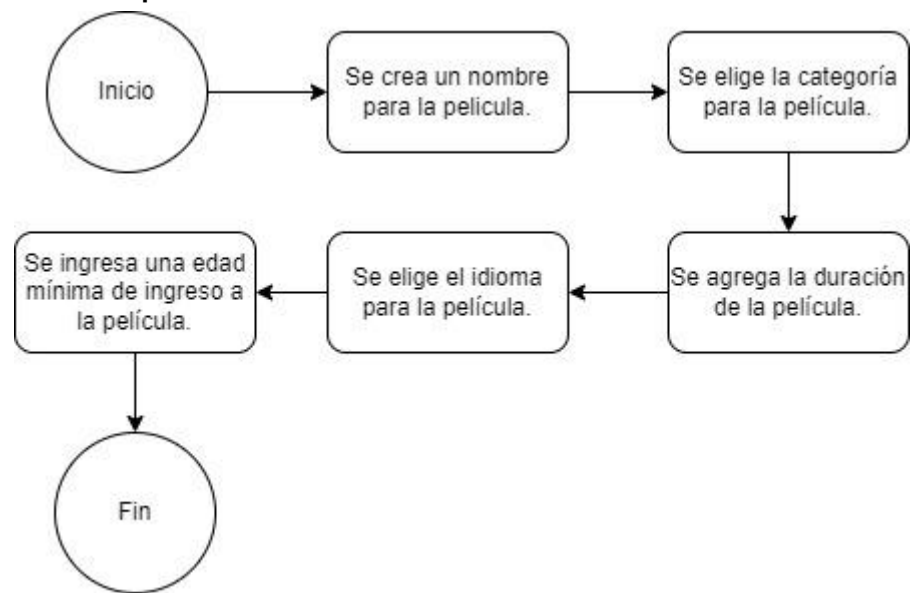 Inicio
Se crea un nombre
para la pelicula.
Se elige la categoría
para la película.
Se agrega la duración
de la película.
Se elige el idioma
para la película.
Se ingresa una edad
mínima de ingreso a
la película.
Fin